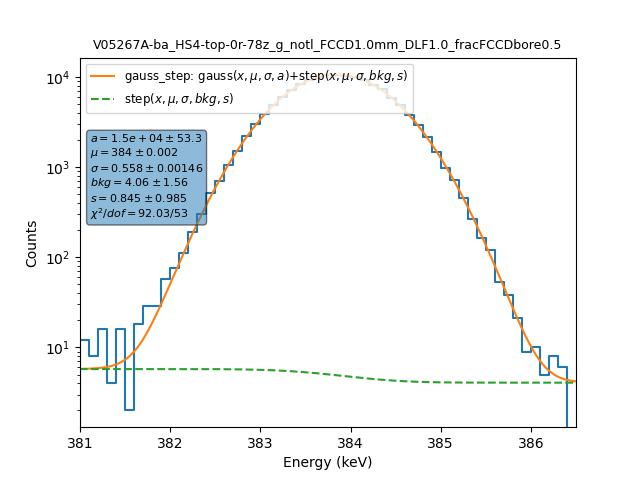 V05267A-ba_HS4-top-0r-78z_g_notl_FCCD1.0mm_DLF1.0_fracFCCDbore0.5
gauss_step: gauss(x, μ, σ, a)+step(x, μ, σ, bkg, s)
step(x, μ, σ, bkg, s)
a = 1.5e + 04 ± 53.3
μ = 384 ± 0.002
σ = 0.558 ± 0.00146
bkg = 4.06 ± 1.56
s = 0.845 ± 0.985
χ²/dof = 92.03/53
10⁴
10³
10²
10¹
Counts
381 382 383 384 385 386
Energy (keV)